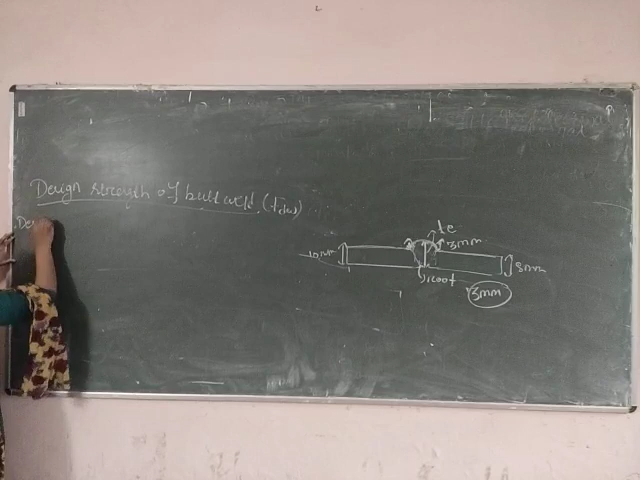 Design strength of butt weld (Tdw)
De
te
3mm
10mm
8mm
root
3mm